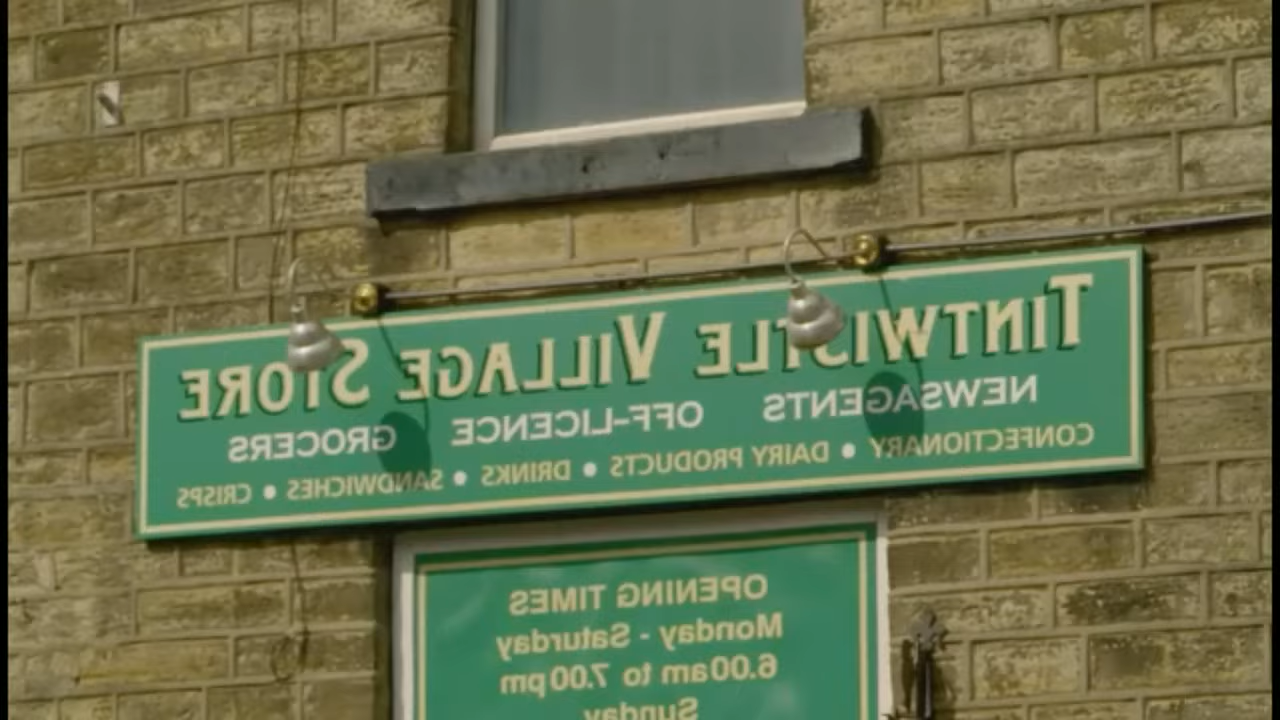 TINTWISTLE VILLAGE STORE
NEWSAGENTS OFF-LICENCE GROCERS
CONFECTIONARY • DAIRY PRODUCTS • DRINKS • SANDWICHES • CRISPS
OPENING TIMES
Monday - Saturday
6.00am to 7.00pm
Sunday